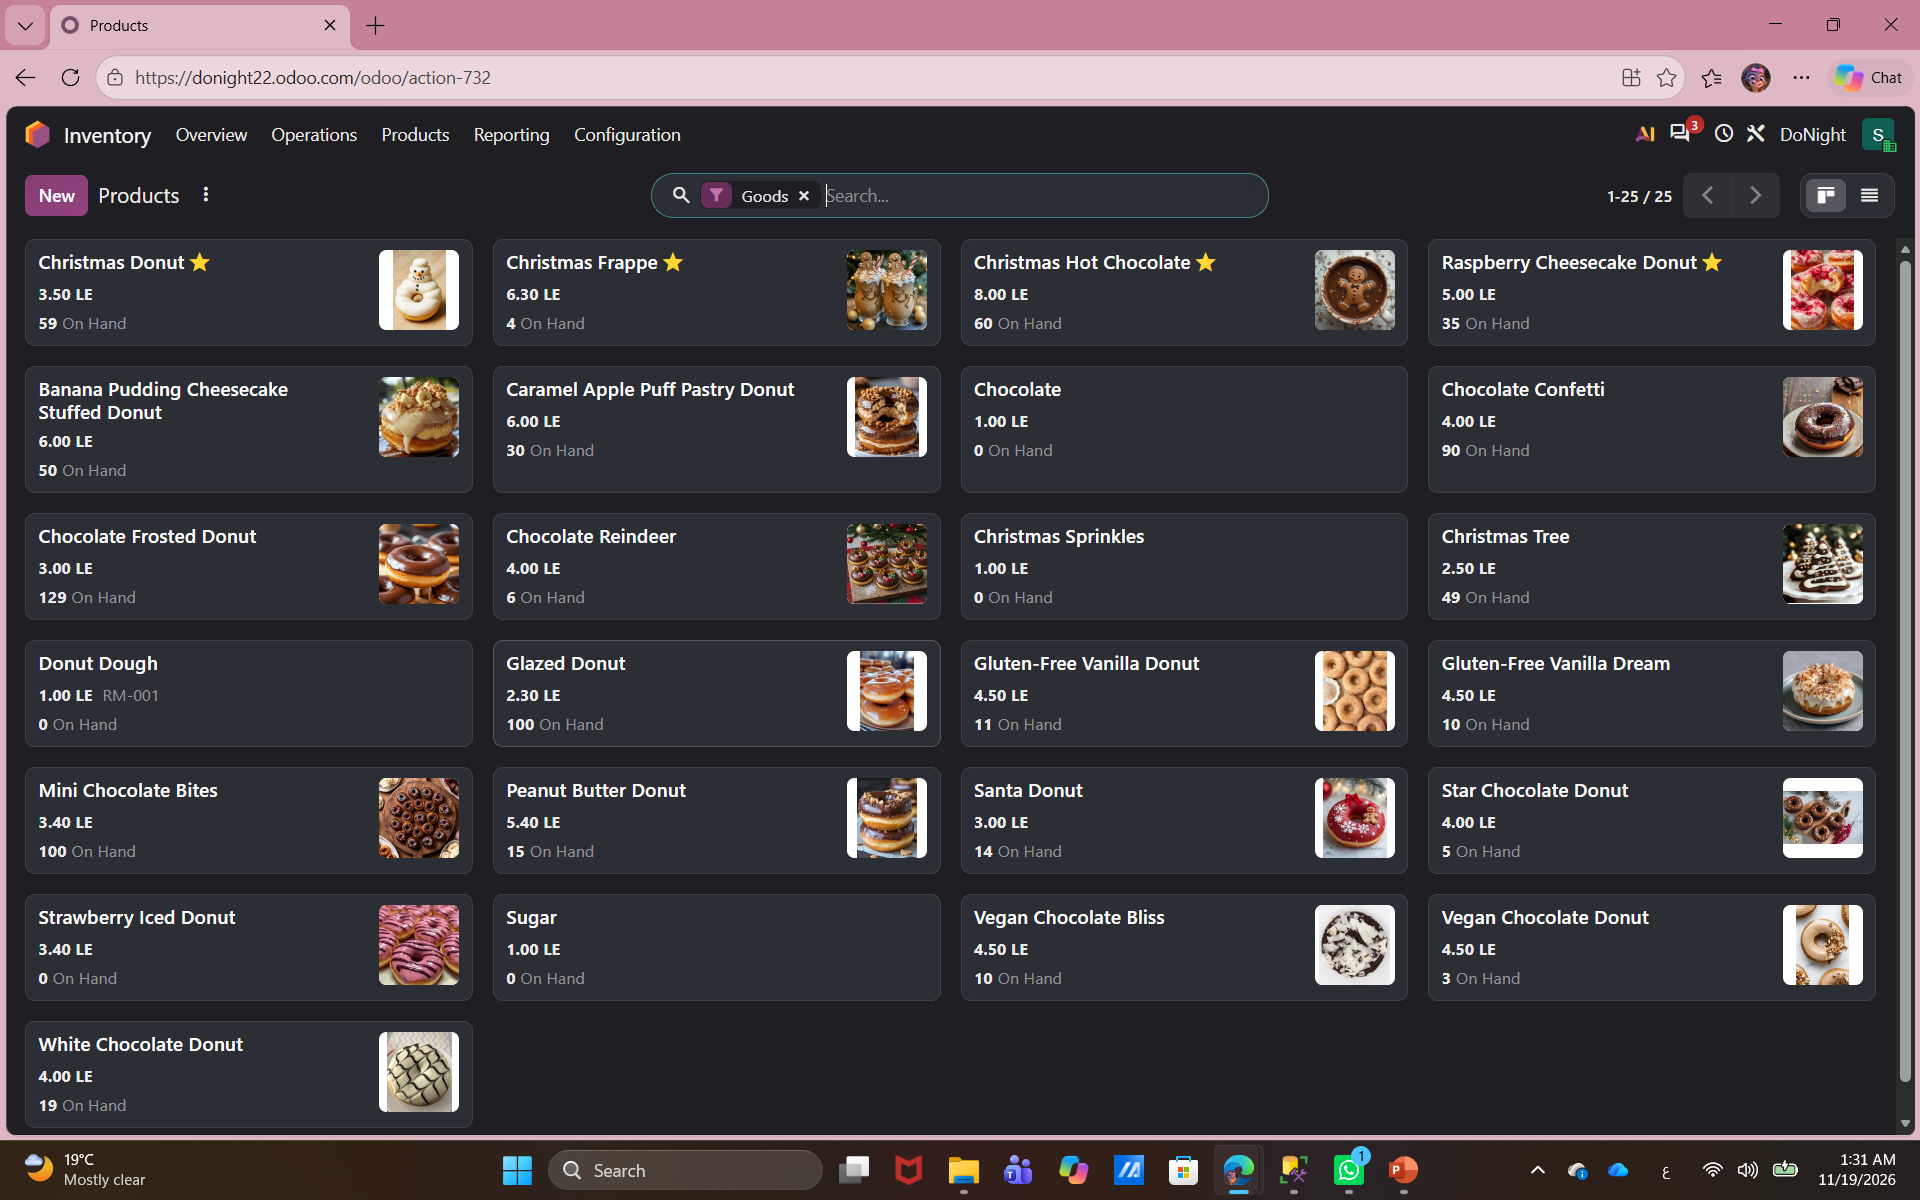 Products
https://donight22.odoo.com/odoo/action-732
Chat
Inventory Overview Operations Products Reporting Configuration
AI 3 DoNight S
New Products Goods Search... 1-25 / 25
Christmas Donut
3.50 LE
59 On Hand
Christmas Frappe
6.30 LE
4 On Hand
Christmas Hot Chocolate
8.00 LE
60 On Hand
Raspberry Cheesecake Donut
5.00 LE
35 On Hand
Banana Pudding Cheesecake
Stuffed Donut
6.00 LE
50 On Hand
Caramel Apple Puff Pastry Donut
6.00 LE
30 On Hand
Chocolate
1.00 LE
0 On Hand
Chocolate Confetti
4.00 LE
90 On Hand
Chocolate Frosted Donut
3.00 LE
129 On Hand
Chocolate Reindeer
4.00 LE
6 On Hand
Christmas Sprinkles
1.00 LE
0 On Hand
Christmas Tree
2.50 LE
49 On Hand
Donut Dough
1.00 LE RM-001
0 On Hand
Glazed Donut
2.30 LE
100 On Hand
Gluten-Free Vanilla Donut
4.50 LE
11 On Hand
Gluten-Free Vanilla Dream
4.50 LE
10 On Hand
Mini Chocolate Bites
3.40 LE
100 On Hand
Peanut Butter Donut
5.40 LE
15 On Hand
Santa Donut
3.00 LE
14 On Hand
Star Chocolate Donut
4.00 LE
5 On Hand
Strawberry Iced Donut
3.40 LE
0 On Hand
Sugar
1.00 LE
0 On Hand
Vegan Chocolate Bliss
4.50 LE
10 On Hand
Vegan Chocolate Donut
4.50 LE
3 On Hand
White Chocolate Donut
4.00 LE
19 On Hand
19°C
Mostly clear
Search
1
ع
1:31 AM
11/19/2026